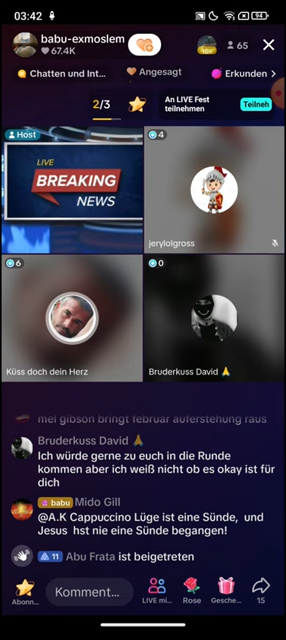 03:42
94
babu-exmoslem
67.4K
10+
65
Chatten und Int...
Angesagt
Erkunden
2/3
An LIVE Fest
teilnehmen
Teilneh
Host
LIVE
BREAKING
NEWS
4
jerylolgross
6
Küss doch dein Herz
0
Bruderkuss David 🙏
mel gibson bringt februar auferstehung raus
Bruderkuss David 🙏
Ich würde gerne zu euch in die Runde
kommen aber ich weiß nicht ob es okay ist für
dich
babu Mido Gill
@A.K Cappuccino Lüge ist eine Sünde, und
Jesus hst nie eine Sünde begangen!
11 Abu Frata ist beigetreten
Abonn...
Komment...
LIVE mi...
Rose
Gesche...
15